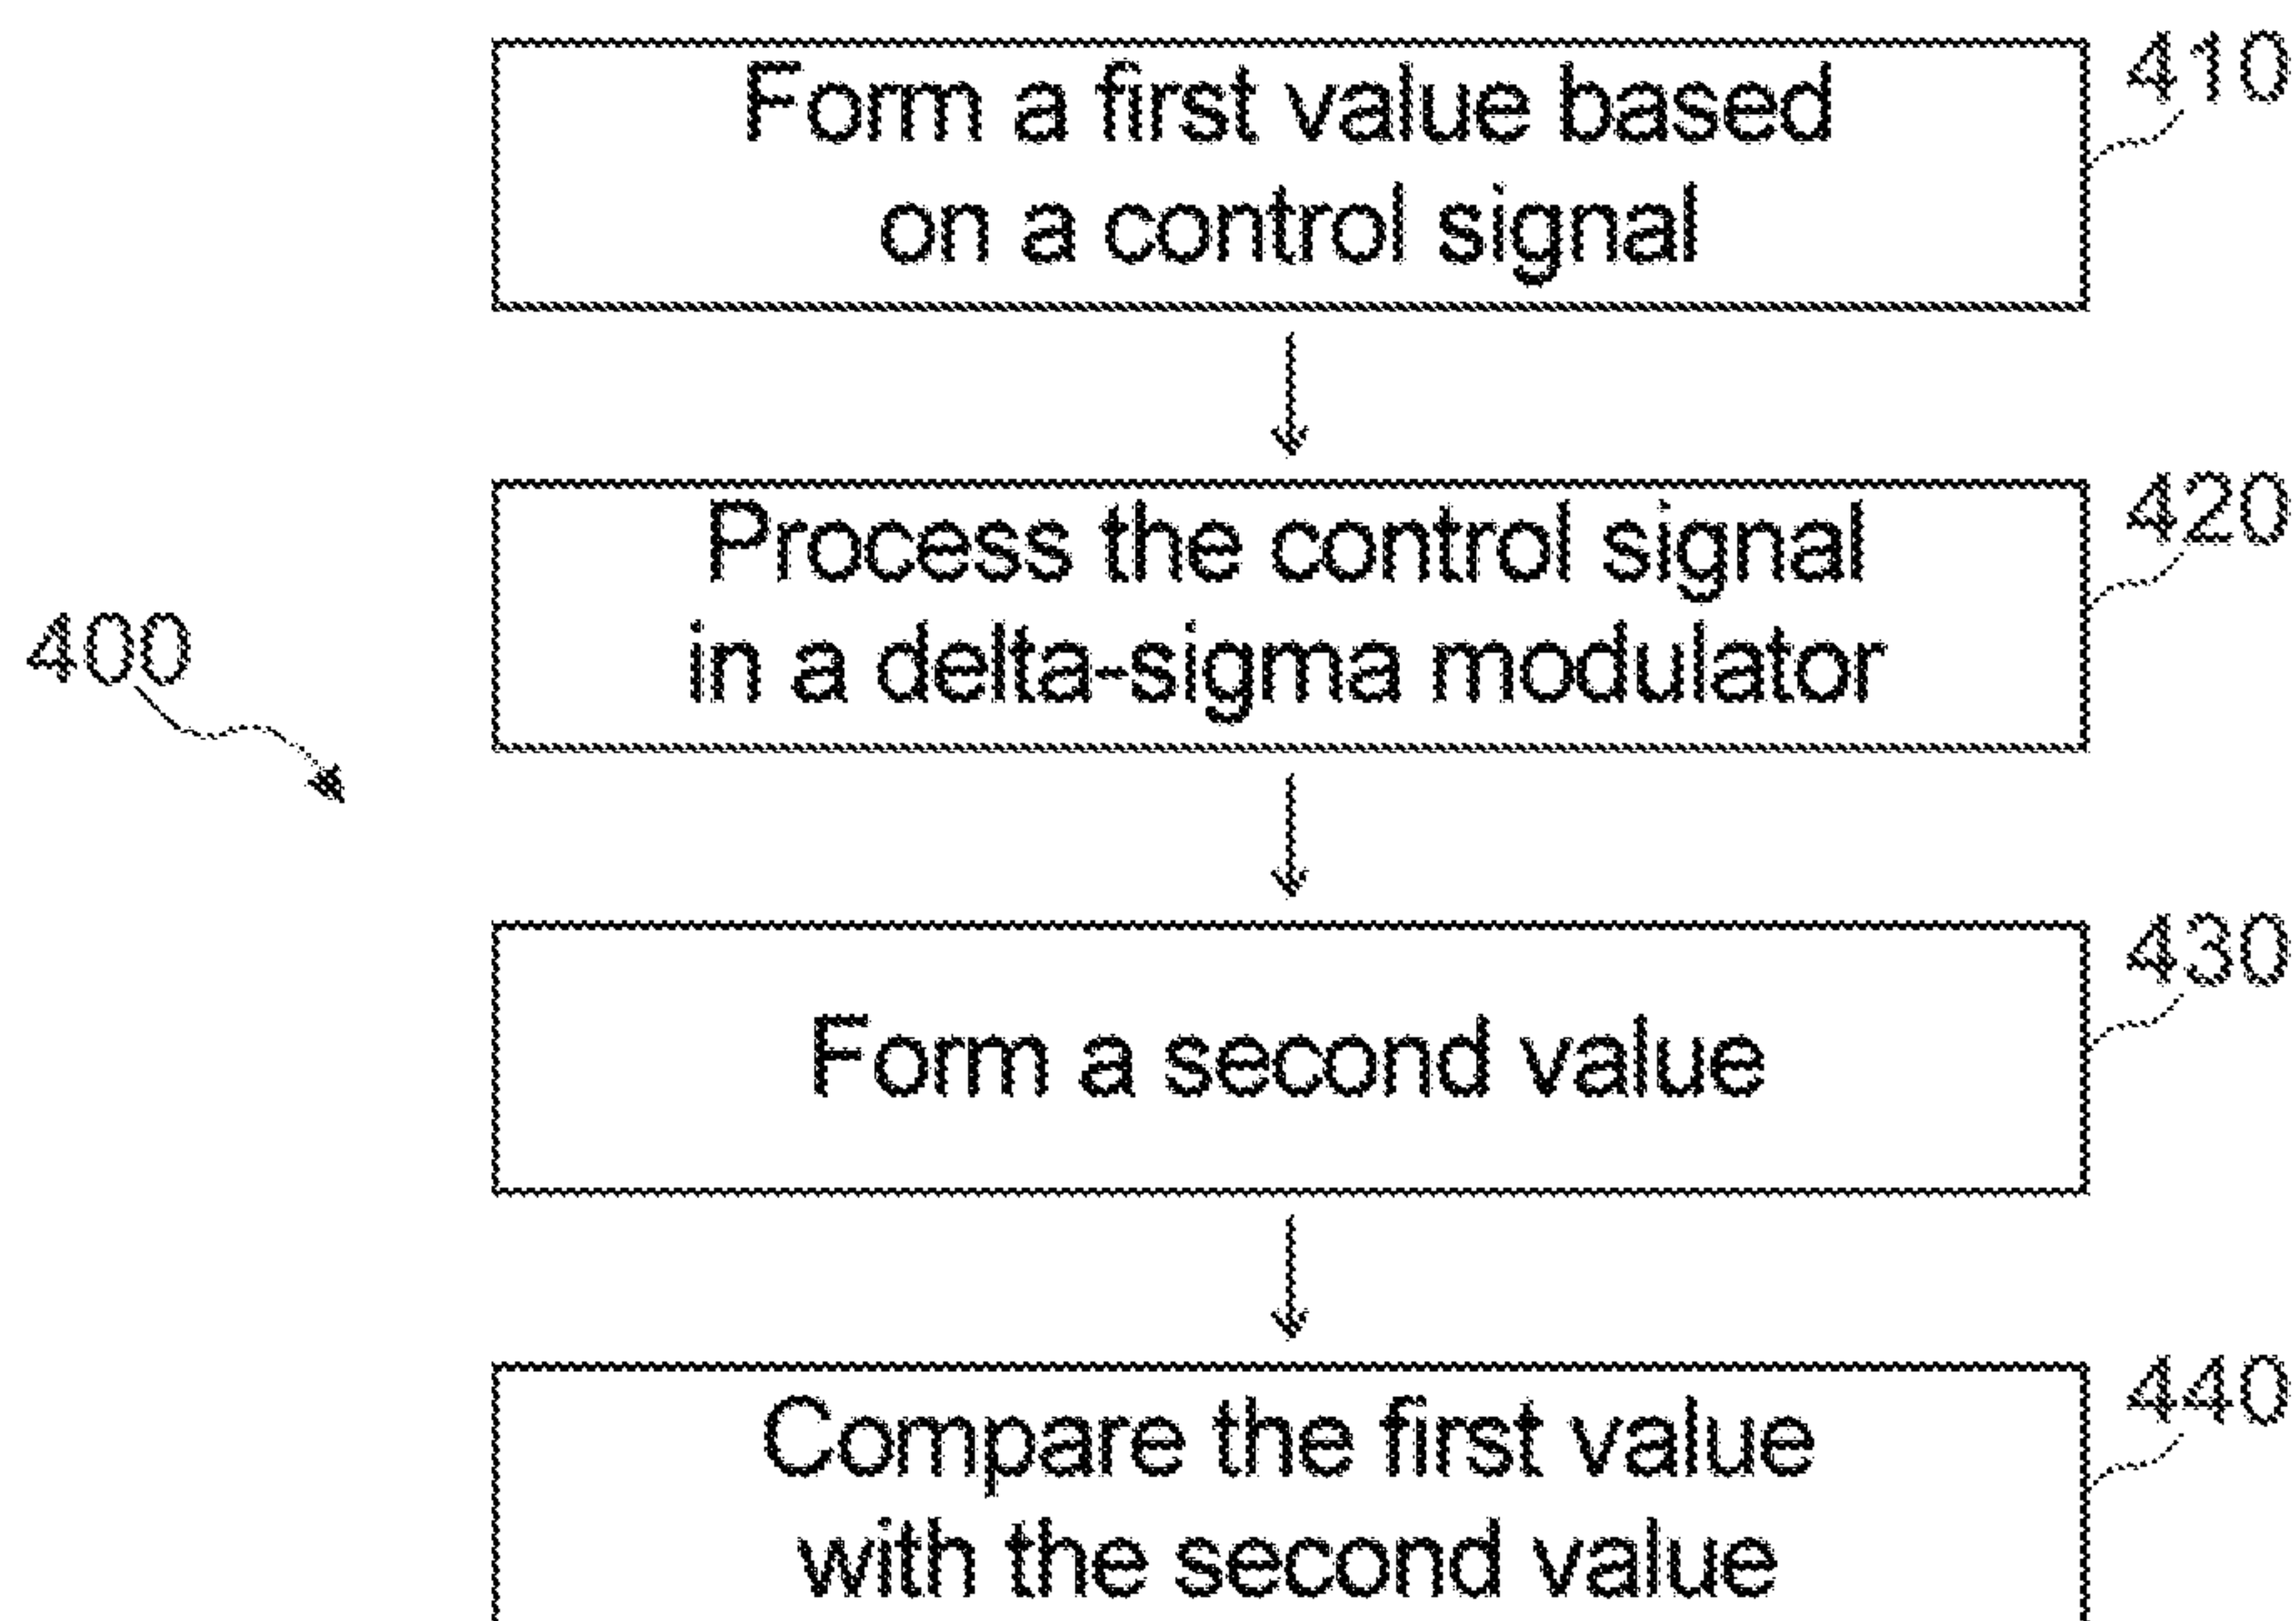 Form a first value based
on a control signal
410
Process the control signal
in a delta-sigma modulator
420
400
Form a second value
430
Compare the first value
with the second value
440